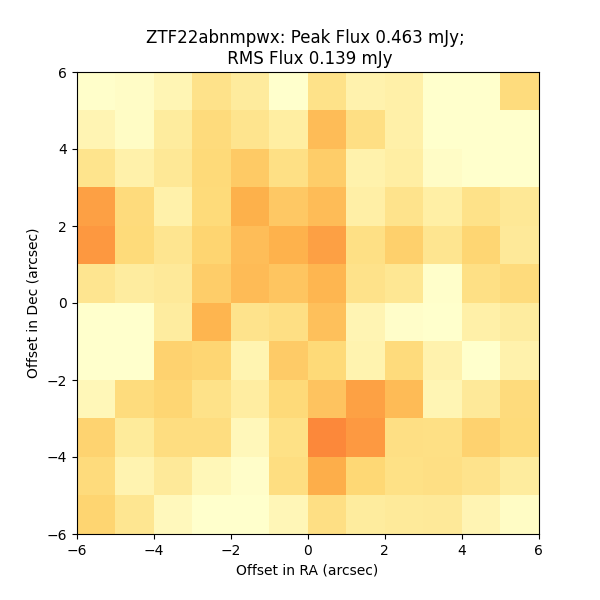 ZTF22abnmpwx: Peak Flux 0.463 mJy;
RMS Flux 0.139 mJy
6
4
2
0
−2
−4
−6
Offset in Dec (arcsec)
−6 −4 −2 0 2 4 6
Offset in RA (arcsec)